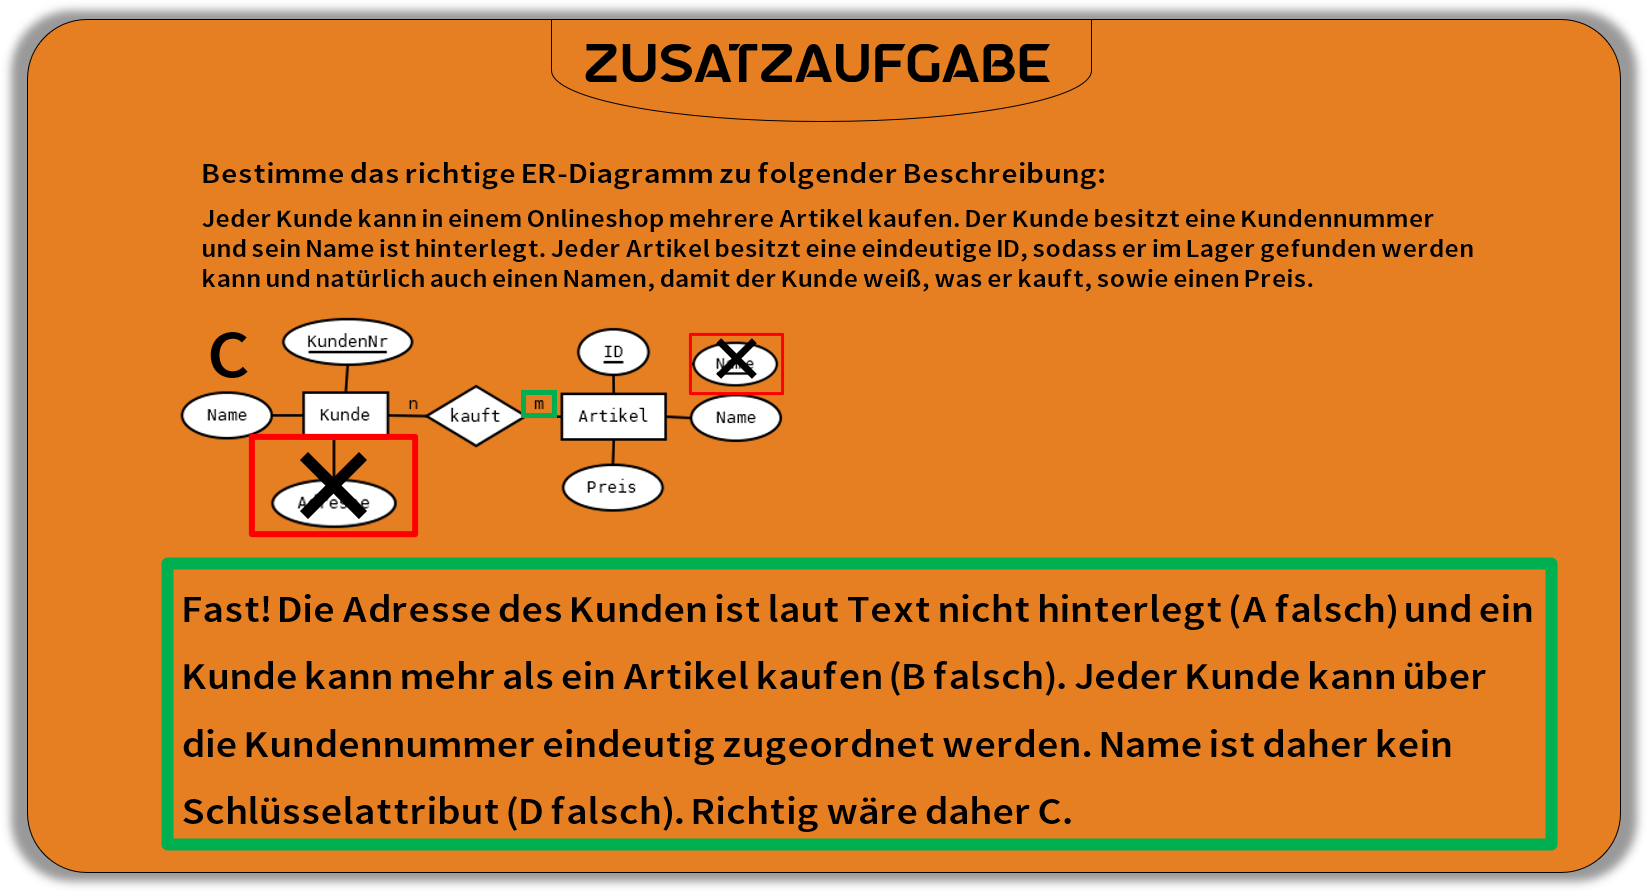 ZUSATZAUFGABE
Bestimme das richtige ER-Diagramm zu folgender Beschreibung:
Jeder Kunde kann in einem Onlineshop mehrere Artikel kaufen. Der Kunde besitzt eine Kundennummer
und sein Name ist hinterlegt. Jeder Artikel besitzt eine eindeutige ID, sodass er im Lager gefunden werden
kann und natürlich auch einen Namen, damit der Kunde weiß, was er kauft, sowie einen Preis.
C
KundenNr
ID
Name
Name
Kunde
n
kauft
m
Artikel
Name
Preis
Adresse
Fast! Die Adresse des Kunden ist laut Text nicht hinterlegt (A falsch) und ein
Kunde kann mehr als ein Artikel kaufen (B falsch). Jeder Kunde kann über
die Kundennummer eindeutig zugeordnet werden. Name ist daher kein
Schlüsselattribut (D falsch). Richtig wäre daher C.